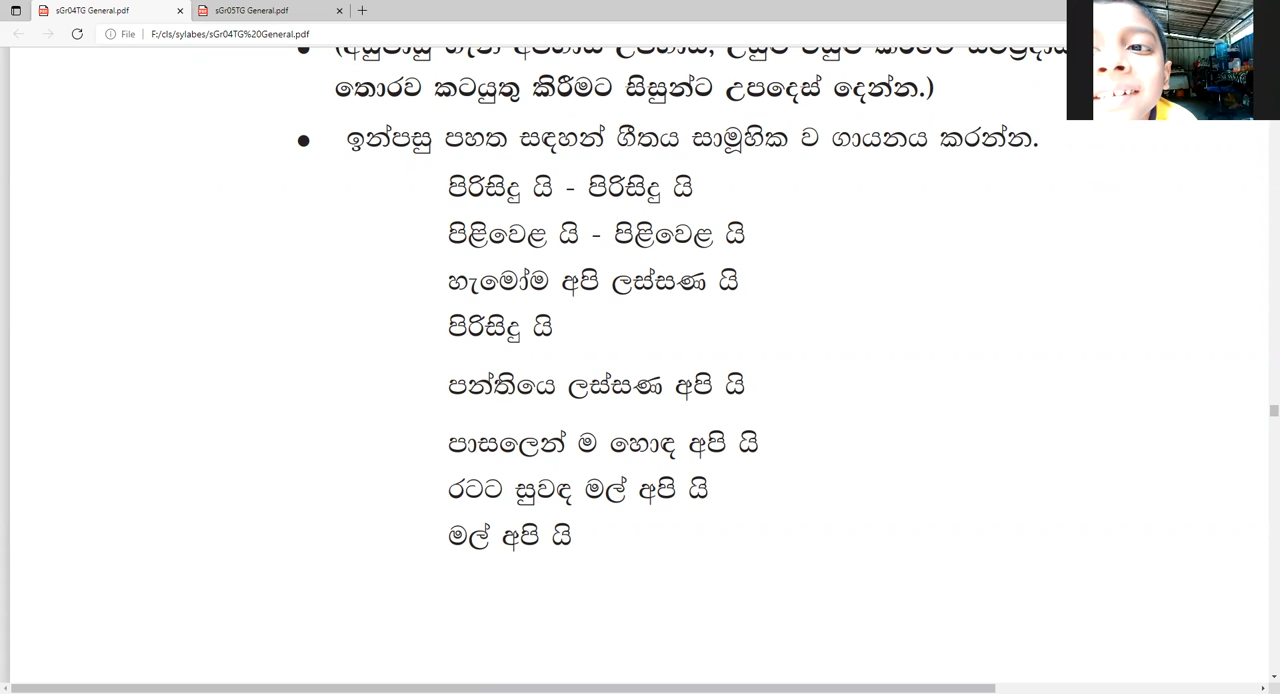 sGr04TG General.pdf
sGr05TG General.pdf
File F:/cls/sylabes/sGr04TG%20General.pdf
තොරව කටයුතු කිරීමට සිසුන්ට උපදෙස් දෙන්න.)
• ඉන්පසු පහත සඳහන් ගීතය සාමූහික ව ගායනය කරන්න.
පිරිසිදු යි - පිරිසිදු යි
පිළිවෙළ යි - පිළිවෙළ යි
හැමෝම අපි ලස්සණ යි
පිරිසිදු යි
පන්තියෙ ලස්සණ අපි යි
පාසලෙන් ම හොඳ අපි යි
රටට සුවඳ මල් අපි යි
මල් අපි යි